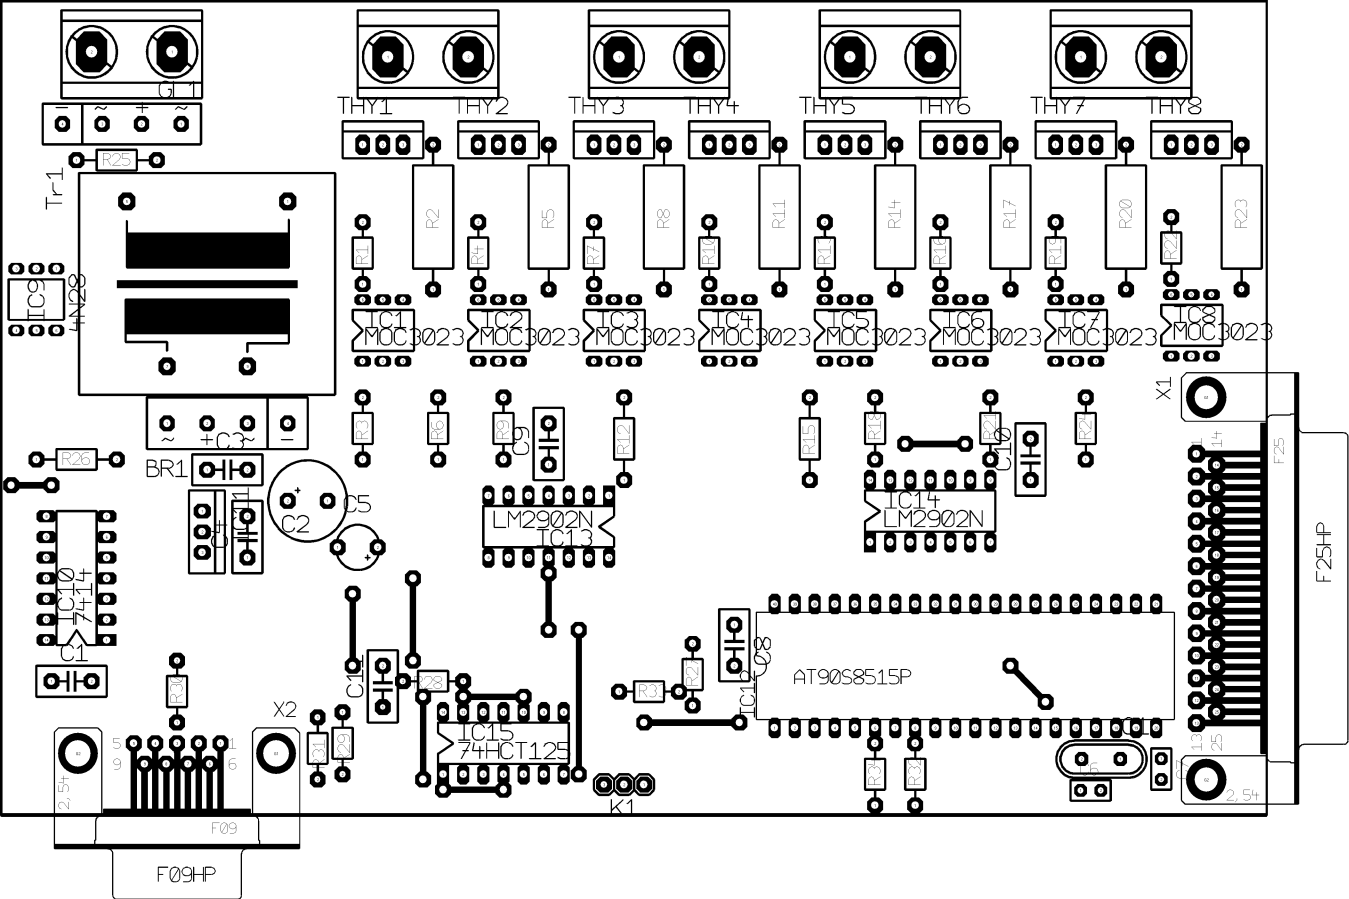 GL1
- ~ + ~
THY1 THY2 THY3 THY4 THY5 THY6 THY7 THY8
R25
Tr1
R2 R5 R8 R11 R14 R17 R20 R23
R1 R4 R7 R10 R13 R16 R19 R22
IC9
4N28
IC1 IC2 IC3 IC4 IC5 IC6 IC7 IC8
MOC3023 MOC3023 MOC3023 MOC3023 MOC3023 MOC3023 MOC3023 MOC3023
X1
~ + ~ -
C3
BR1
R26
R3 R6 R9 C9 R12 R15 R18 R21 C10 R24
1 14
F25
C2 + C5
C4
+
LM2902N
IC13
IC14
LM2902N
F25HP
IC10
7414
C1
R30
C8
R27
R3
IC12
AT90S8515P
R28
X2
5 1
9 6
R31 R29
IC15
74HCT125
K1
R34
13 25
2,54
2,54
F09
F09HP